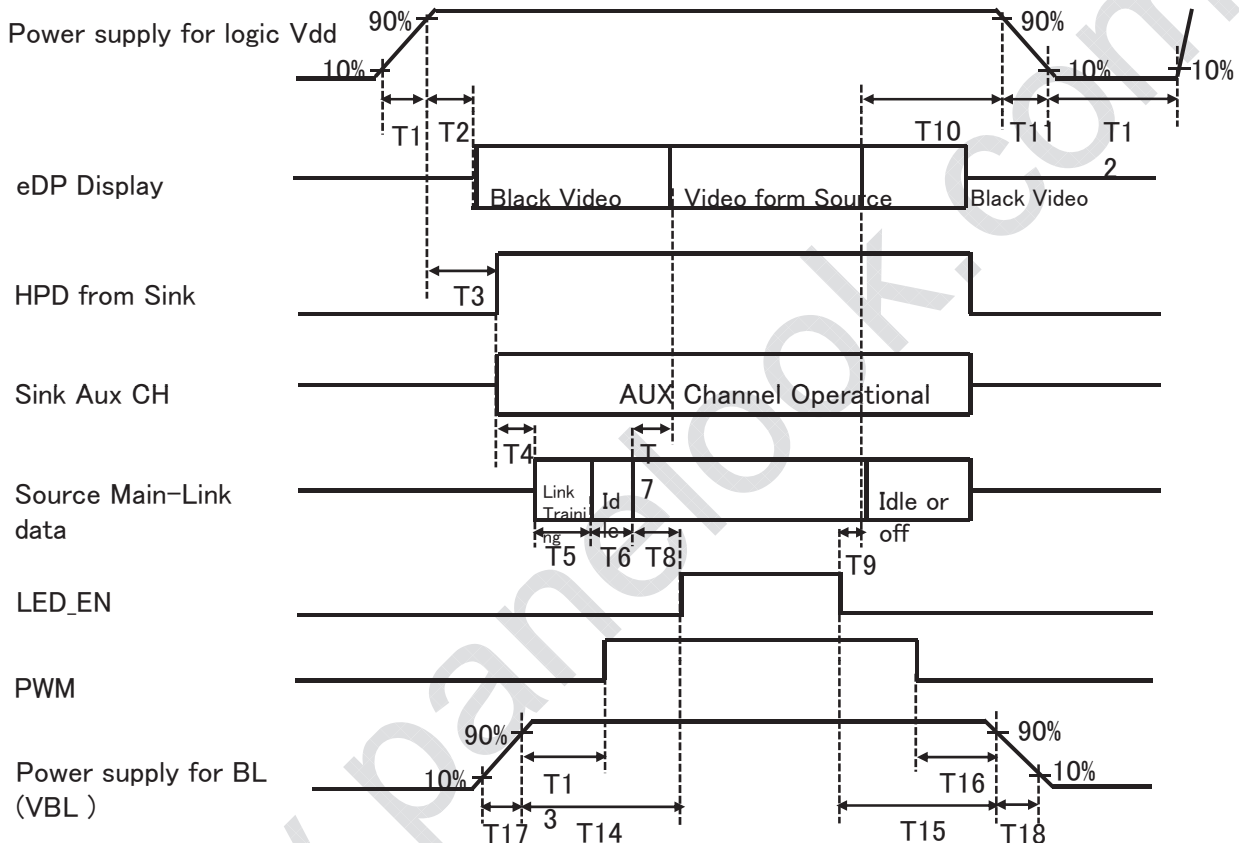 Power supply for logic Vdd
90%
90%
10%
10%
10%
T1
T2
T10
T11
T1
2
eDP Display
Black Video
Video form Source
Black Video
HPD from Sink
T3
Sink Aux CH
AUX Channel Operational
T4
T
7
Source Main-Link
data
Link
Traini
ng
Id
le
Idle or
off
T5
T6
T8
T9
LED_EN
PWM
90%
90%
Power supply for BL
(VBL )
10%
10%
T1
3
T16
T17
T14
T15
T18
panelook.com